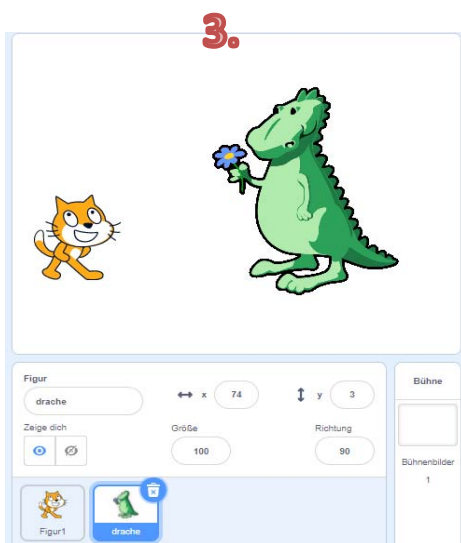 3.
Figur
drache
x 74
y 3
Zeige dich
Größe
100
Richtung
90
Bühne
Bühnenbilder
1
Figur1
drache